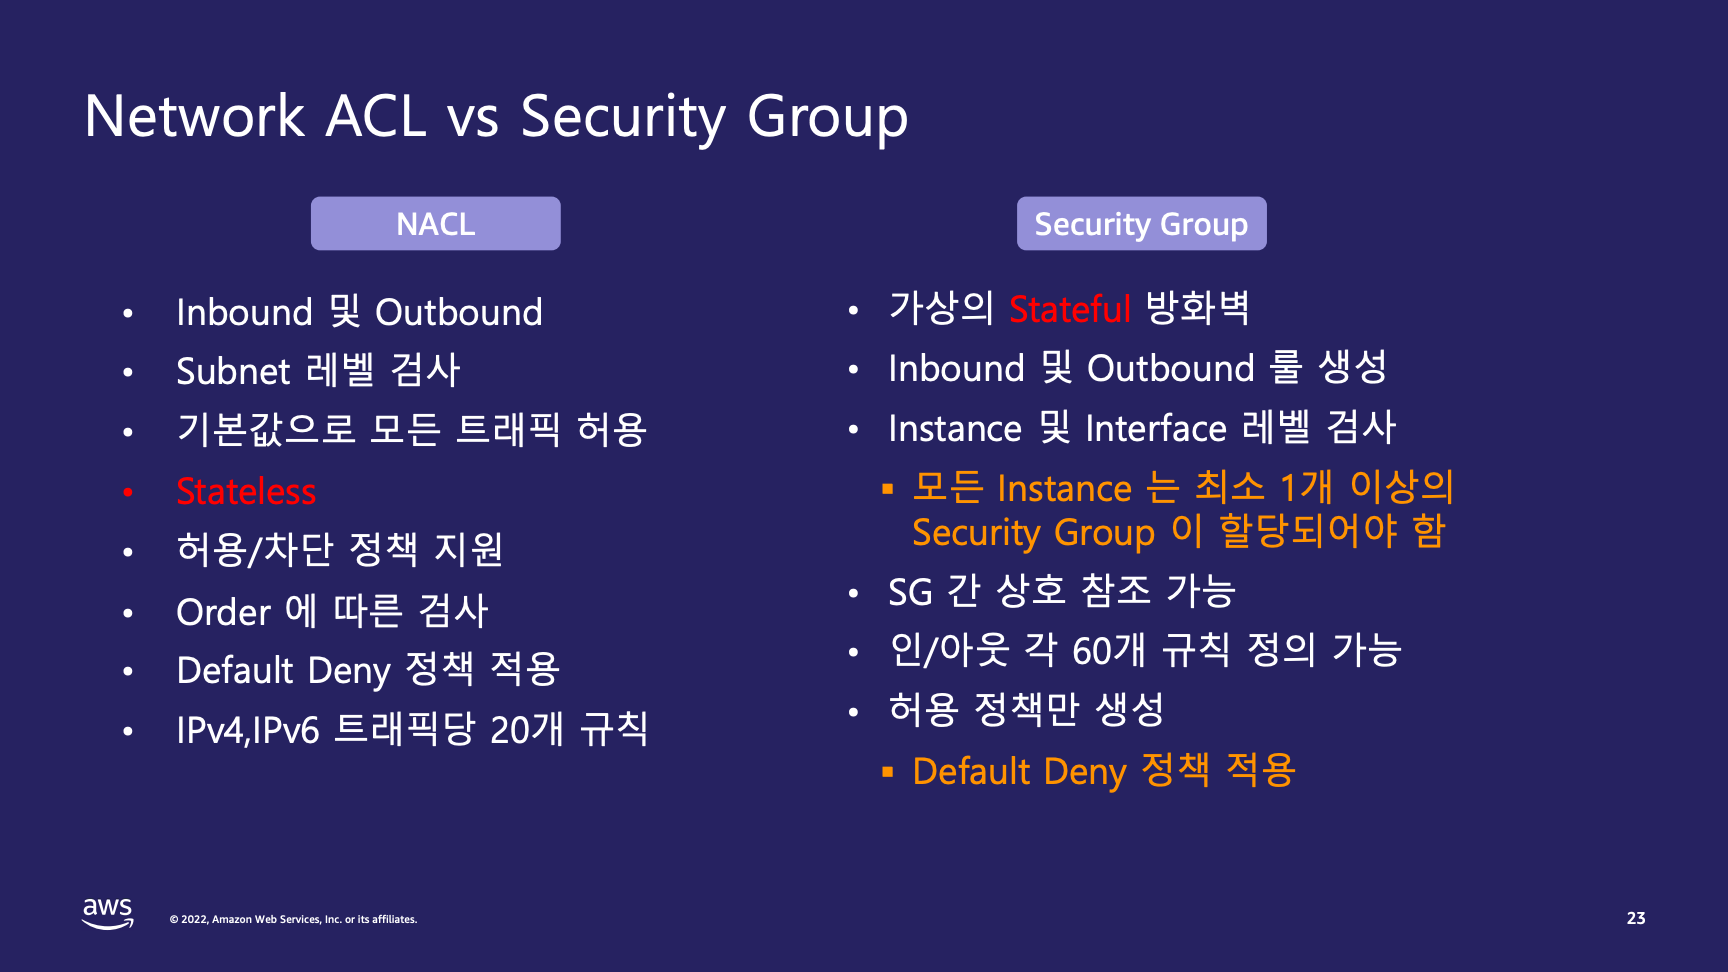 Network ACL vs Security Group
NACL
• Inbound 및 Outbound
• Subnet 레벨 검사
• 기본값으로 모든 트래픽 허용
• Stateless
• 허용/차단 정책 지원
• Order 에 따른 검사
• Default Deny 정책 적용
• IPv4,IPv6 트래픽당 20개 규칙
Security Group
• 가상의 Stateful 방화벽
• Inbound 및 Outbound 룰 생성
• Instance 및 Interface 레벨 검사
▪ 모든 Instance 는 최소 1개 이상의
Security Group 이 할당되어야 함
• SG 간 상호 참조 가능
• 인/아웃 각 60개 규칙 정의 가능
• 허용 정책만 생성
▪ Default Deny 정책 적용
aws
© 2022, Amazon Web Services, Inc. or its affiliates.
23